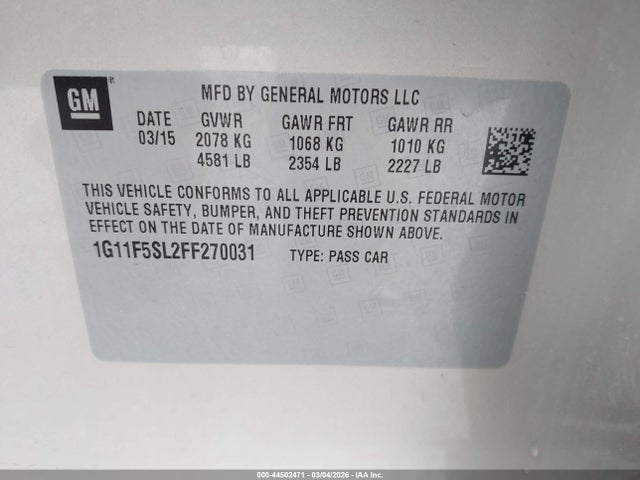 GM®
MFD BY GENERAL MOTORS LLC
DATE GVWR GAWR FRT GAWR RR
03/15 2078 KG 1068 KG 1010 KG
4581 LB 2354 LB 2227 LB
THIS VEHICLE CONFORMS TO ALL APPLICABLE U.S. FEDERAL MOTOR
VEHICLE SAFETY, BUMPER, AND THEFT PREVENTION STANDARDS IN
EFFECT ON THE DATE OF MANUFACTURE SHOWN ABOVE.
1G11F5SL2FF270031 TYPE: PASS CAR
000-44502471 - 03/04/2026 - IAA Inc.